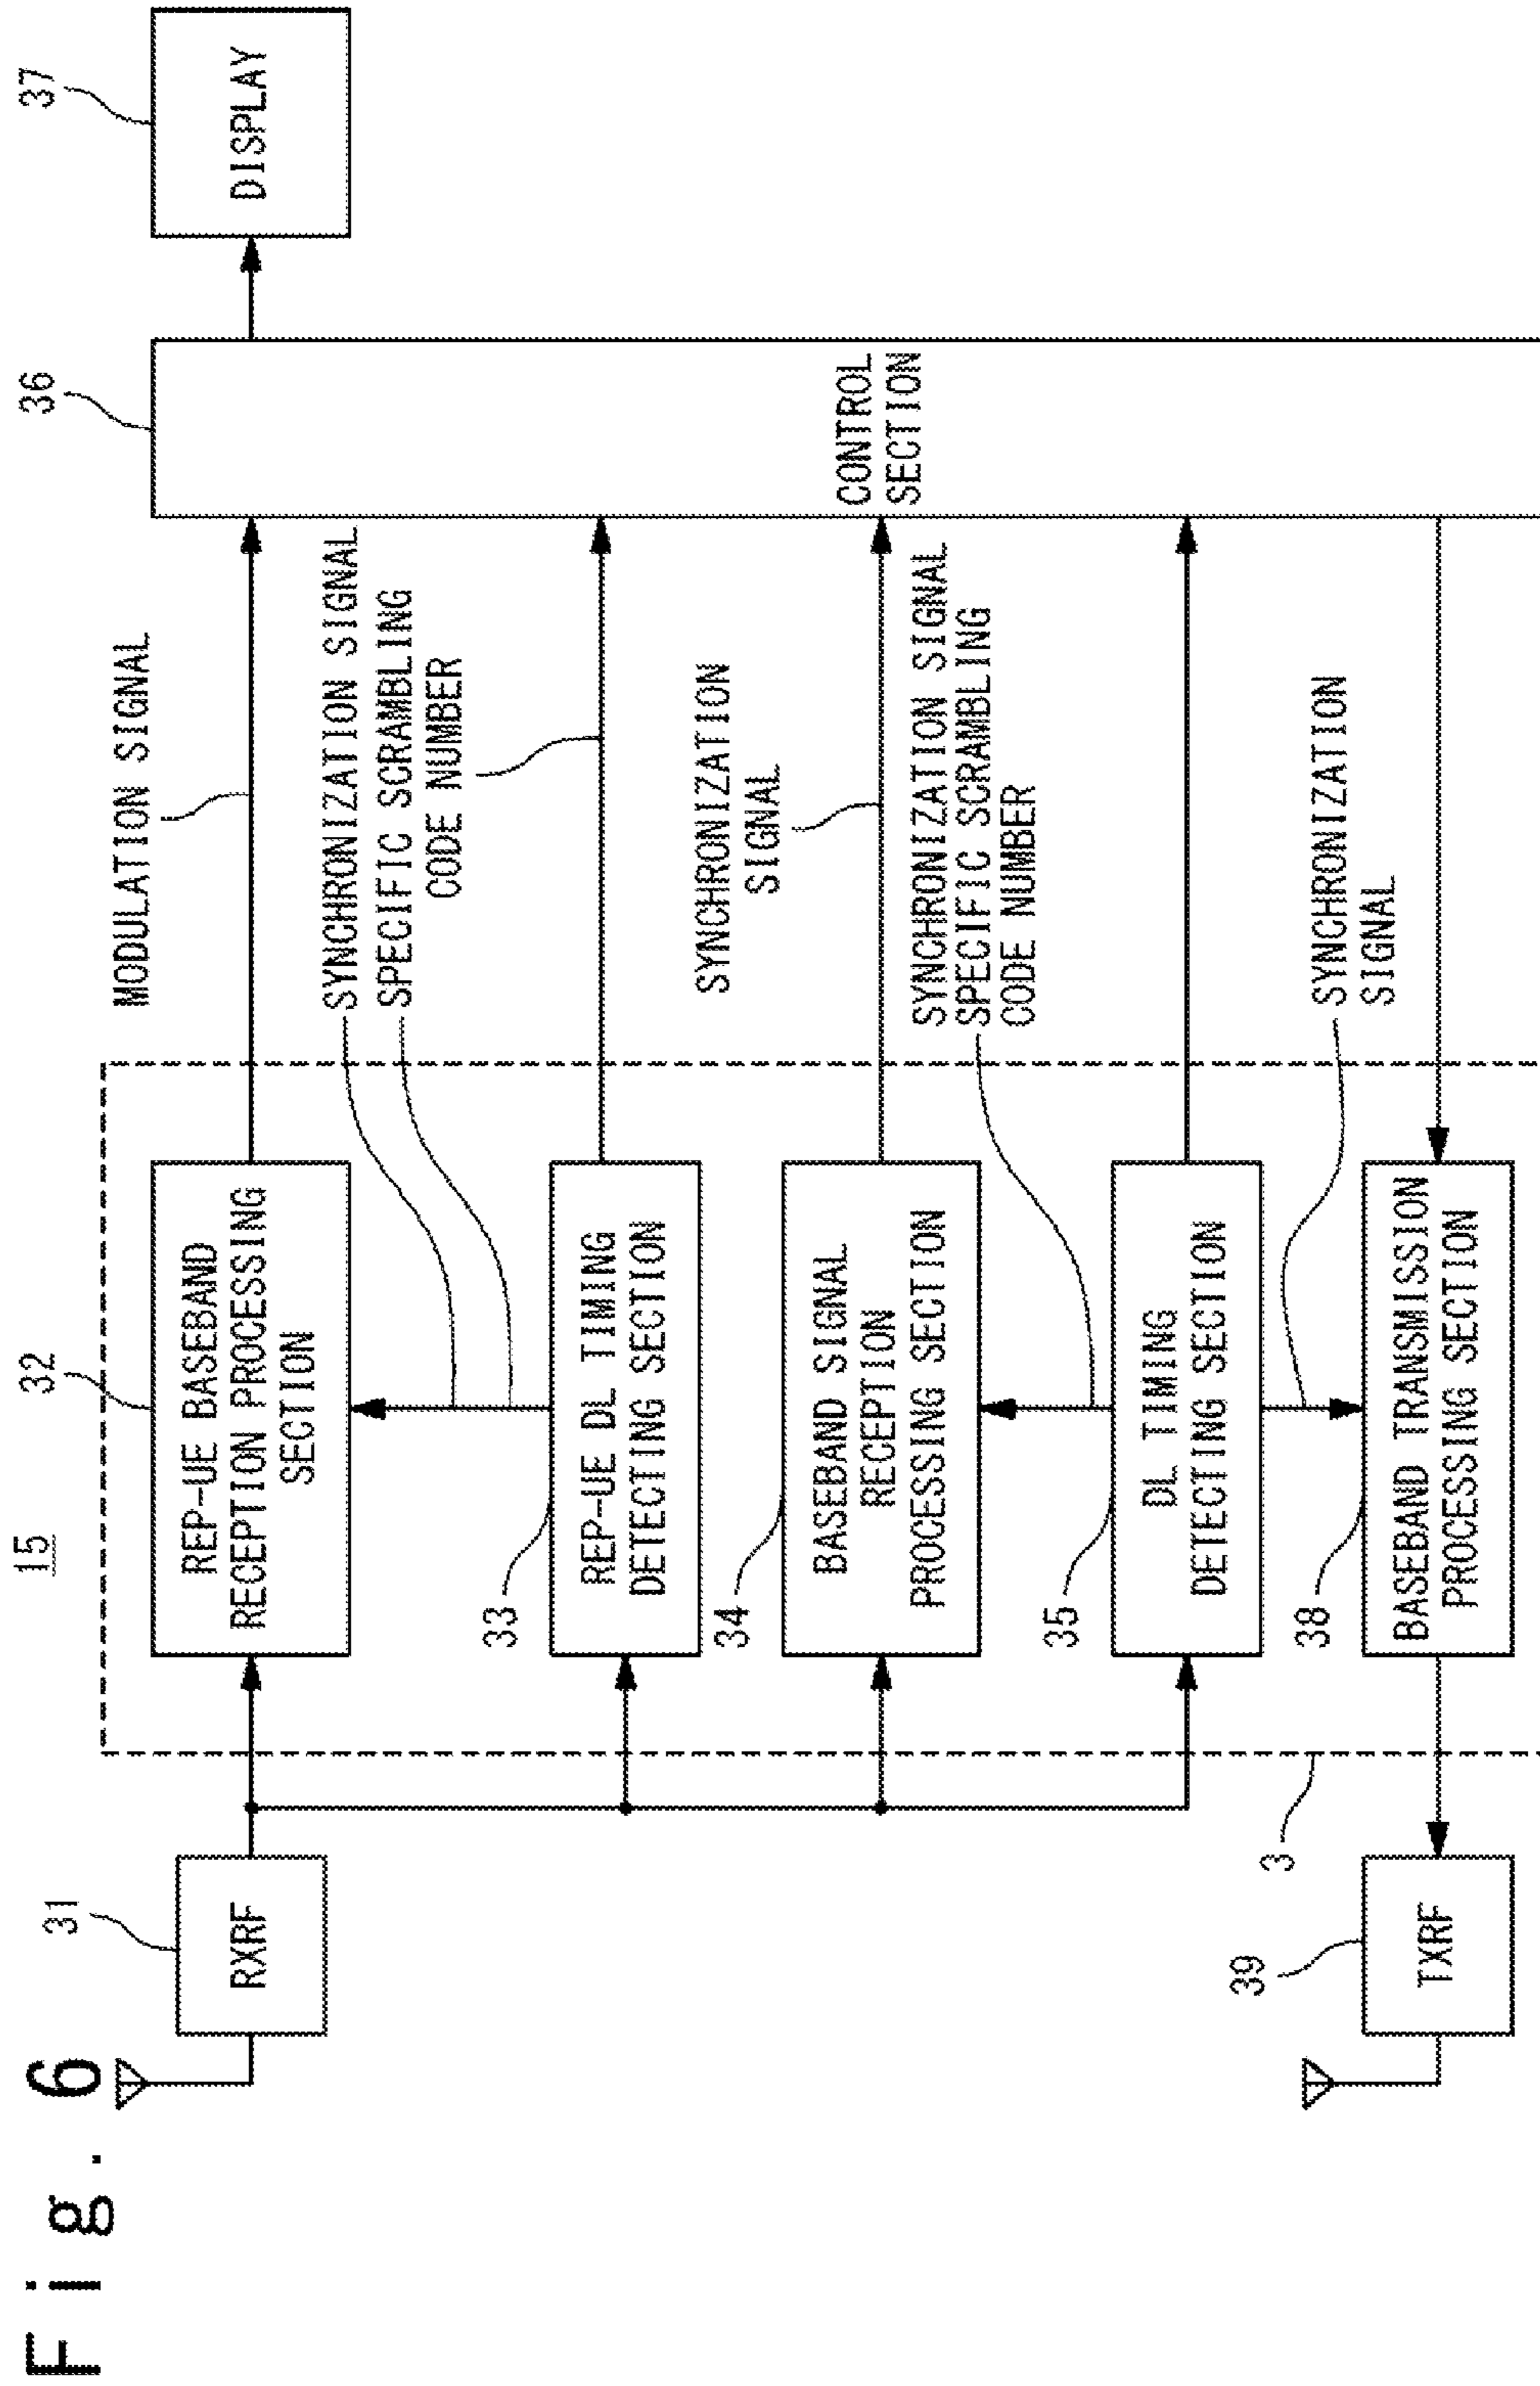 Fig. 6
15
31
RXRF
32
REP-UE BASEBAND
RECEPTION PROCESSING
SECTION
MODULATION SIGNAL
36
CONTROL
SECTION
37
DISPLAY
SYNCHRONIZATION SIGNAL
SPECIFIC SCRAMBLING
CODE NUMBER
33
REP-UE DL TIMING
DETECTING SECTION
SYNCHRONIZATION
SIGNAL
34
BASEBAND SIGNAL
RECEPTION
PROCESSING SECTION
SYNCHRONIZATION SIGNAL
SPECIFIC SCRAMBLING
CODE NUMBER
35
DL TIMING
DETECTING SECTION
SYNCHRONIZATION
SIGNAL
3
38
BASEBAND TRANSMISSION
PROCESSING SECTION
39
TXRF